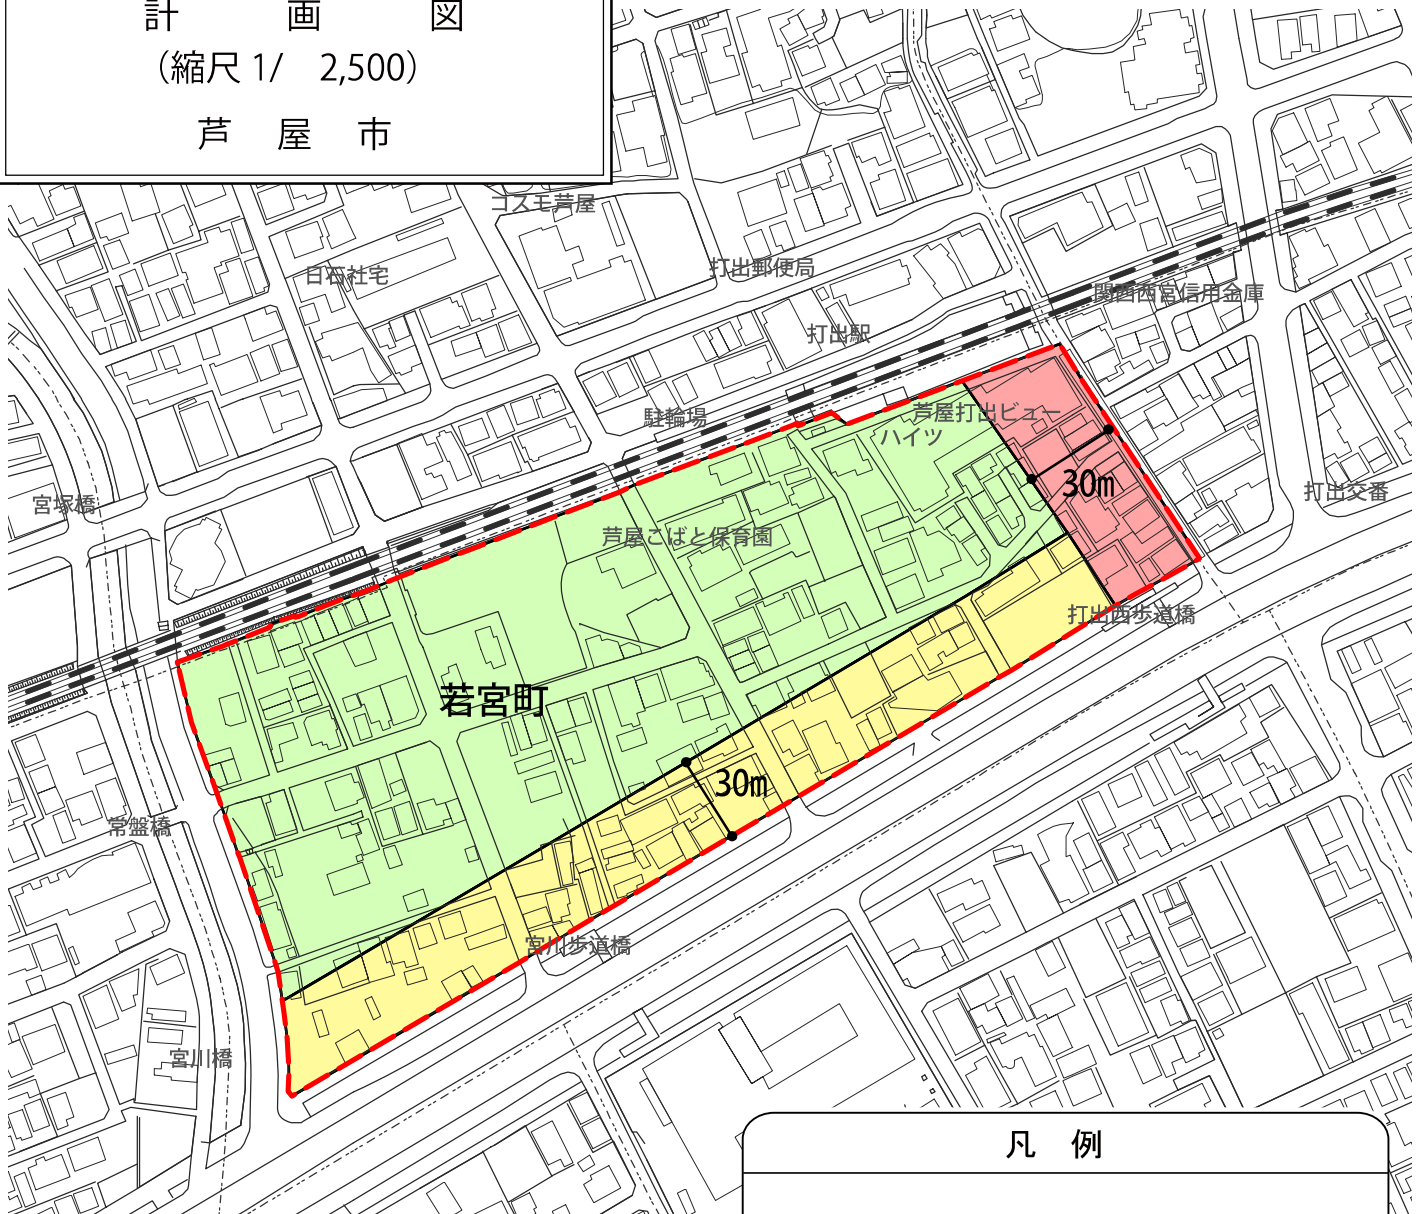 計 画 図
（縮尺 1/ 2,500）
芦 屋 市
コスモ芦屋
日石社宅
打出郵便局
関西西宮信用金庫
打出駅
駐輪場
芦屋打出ビュー
ハイツ
30m
打出交番
宮塚橋
芦屋こばと保育園
打出西歩道橋
若宮町
30m
常盤橋
宮川歩道橋
宮川橋
凡 例